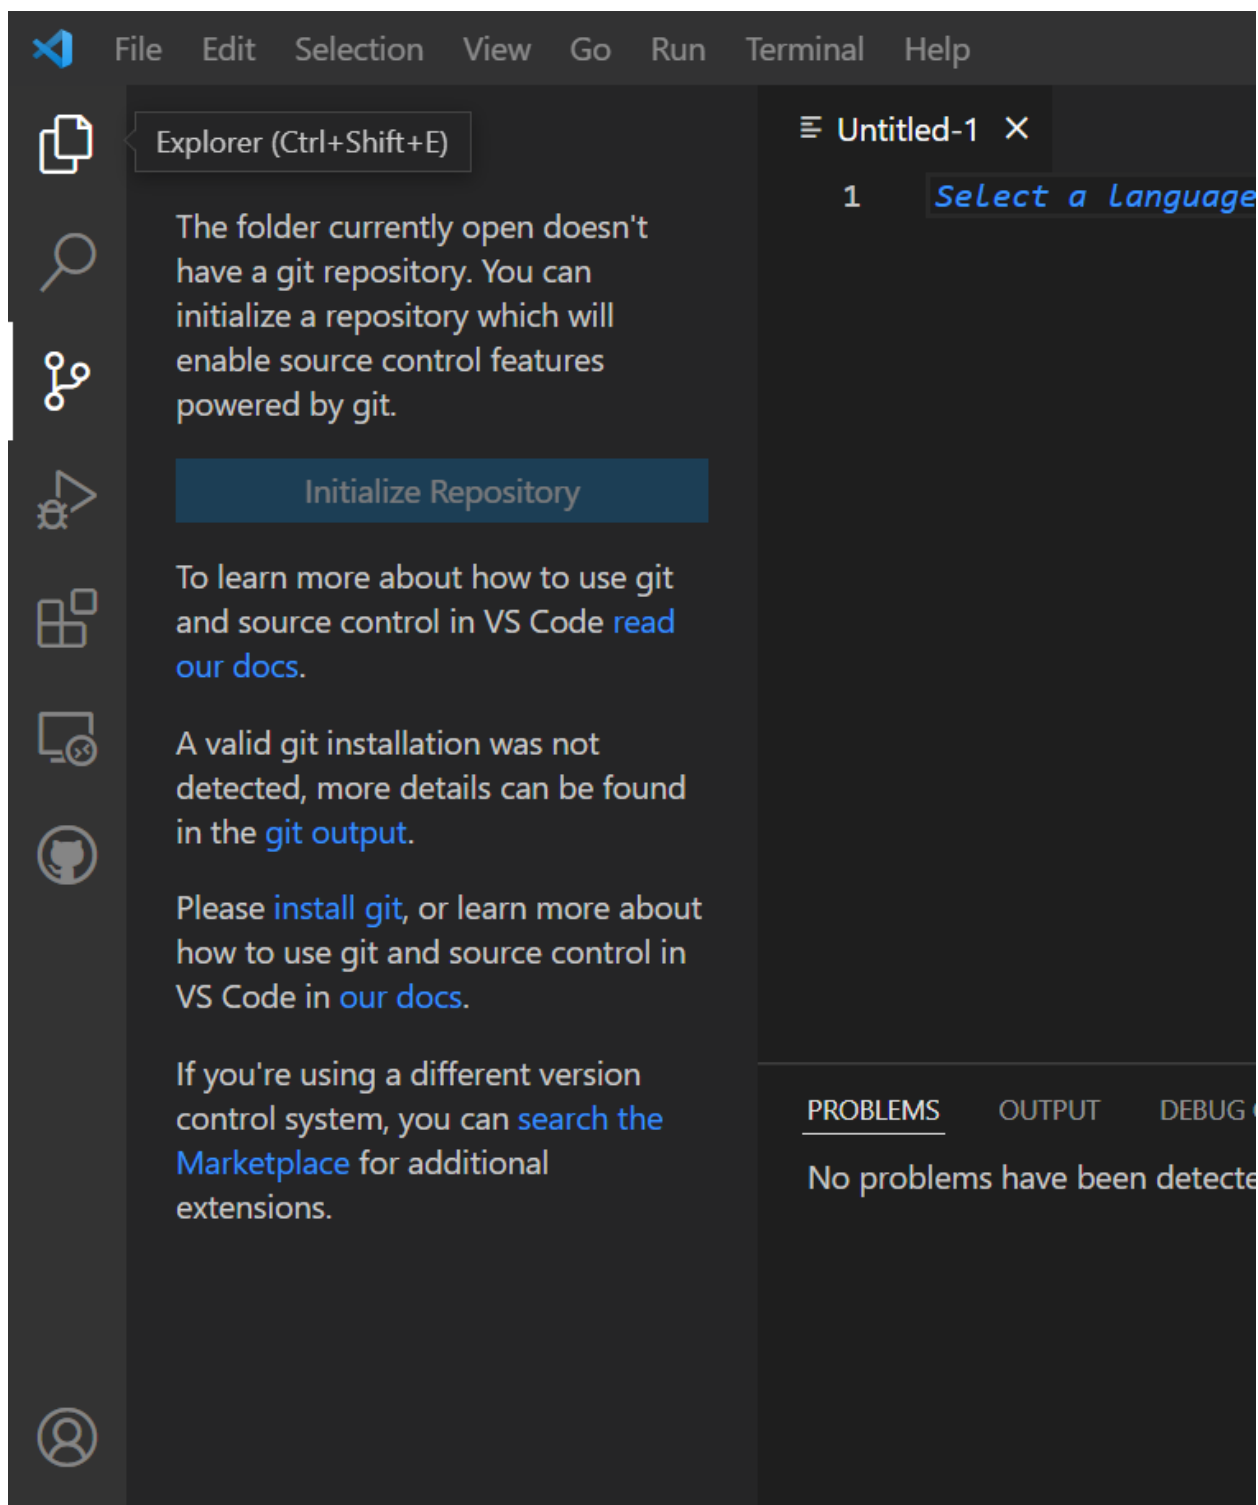 File Edit Selection View Go Run Terminal Help
Explorer (Ctrl+Shift+E)
The folder currently open doesn't
have a git repository. You can
initialize a repository which will
enable source control features
powered by git.
Initialize Repository
To learn more about how to use git
and source control in VS Code read
our docs.
A valid git installation was not
detected, more details can be found
in the git output.
Please install git, or learn more about
how to use git and source control in
VS Code in our docs.
If you're using a different version
control system, you can search the
Marketplace for additional
extensions.
Untitled-1
1 Select a language
PROBLEMS OUTPUT DEBUG
No problems have been detecte